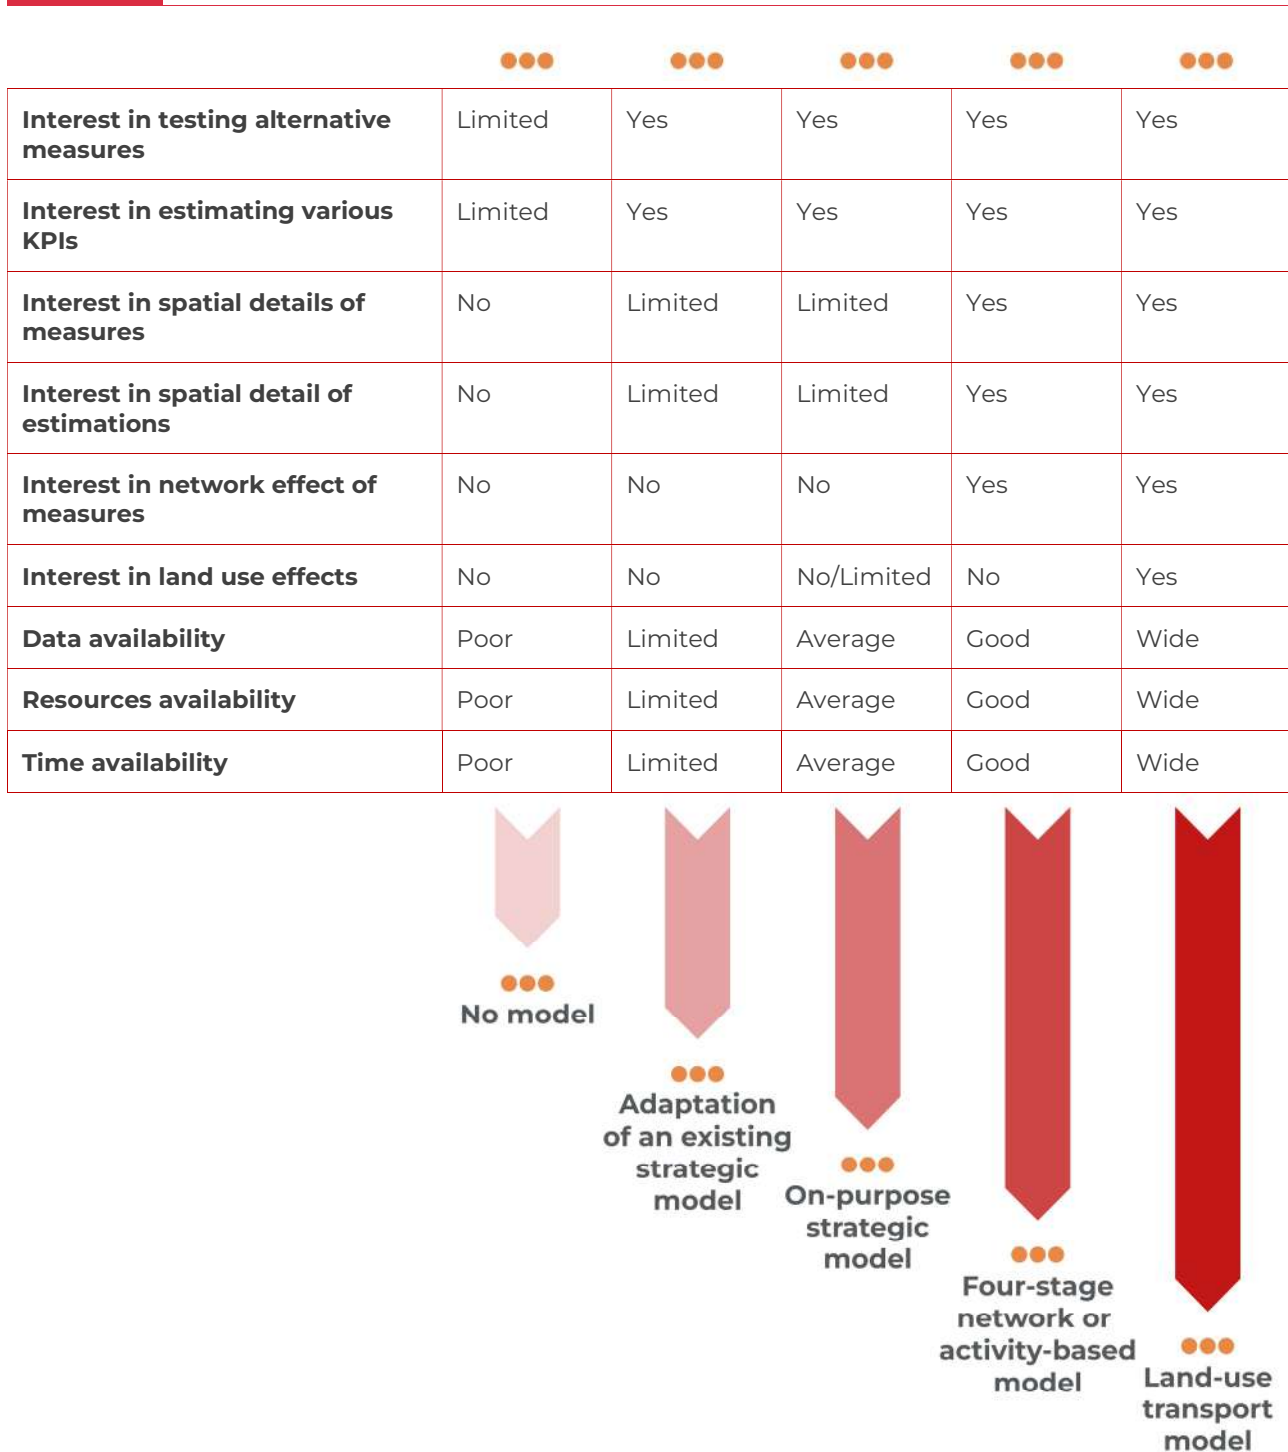 Interest in testing alternative Limited Yes Yes Yes Yes
measures
Interest in estimating various Limited Yes Yes Yes Yes
KPIs
Interest in spatial details of No Limited Limited Yes Yes
measures
Interest in spatial detail of No Limited Limited Yes Yes
estimations
Interest in network effect of No No No Yes Yes
measures
Interest in land use effects No No No/Limited No Yes
Data availability Poor Limited Average Good Wide
Resources availability Poor Limited Average Good Wide
Time availability Poor Limited Average Good Wide
No model
Adaptation
of an existing
strategic
model
On-purpose
strategic
model
Four-stage
network or
activity-based
model
Land-use
transport
model